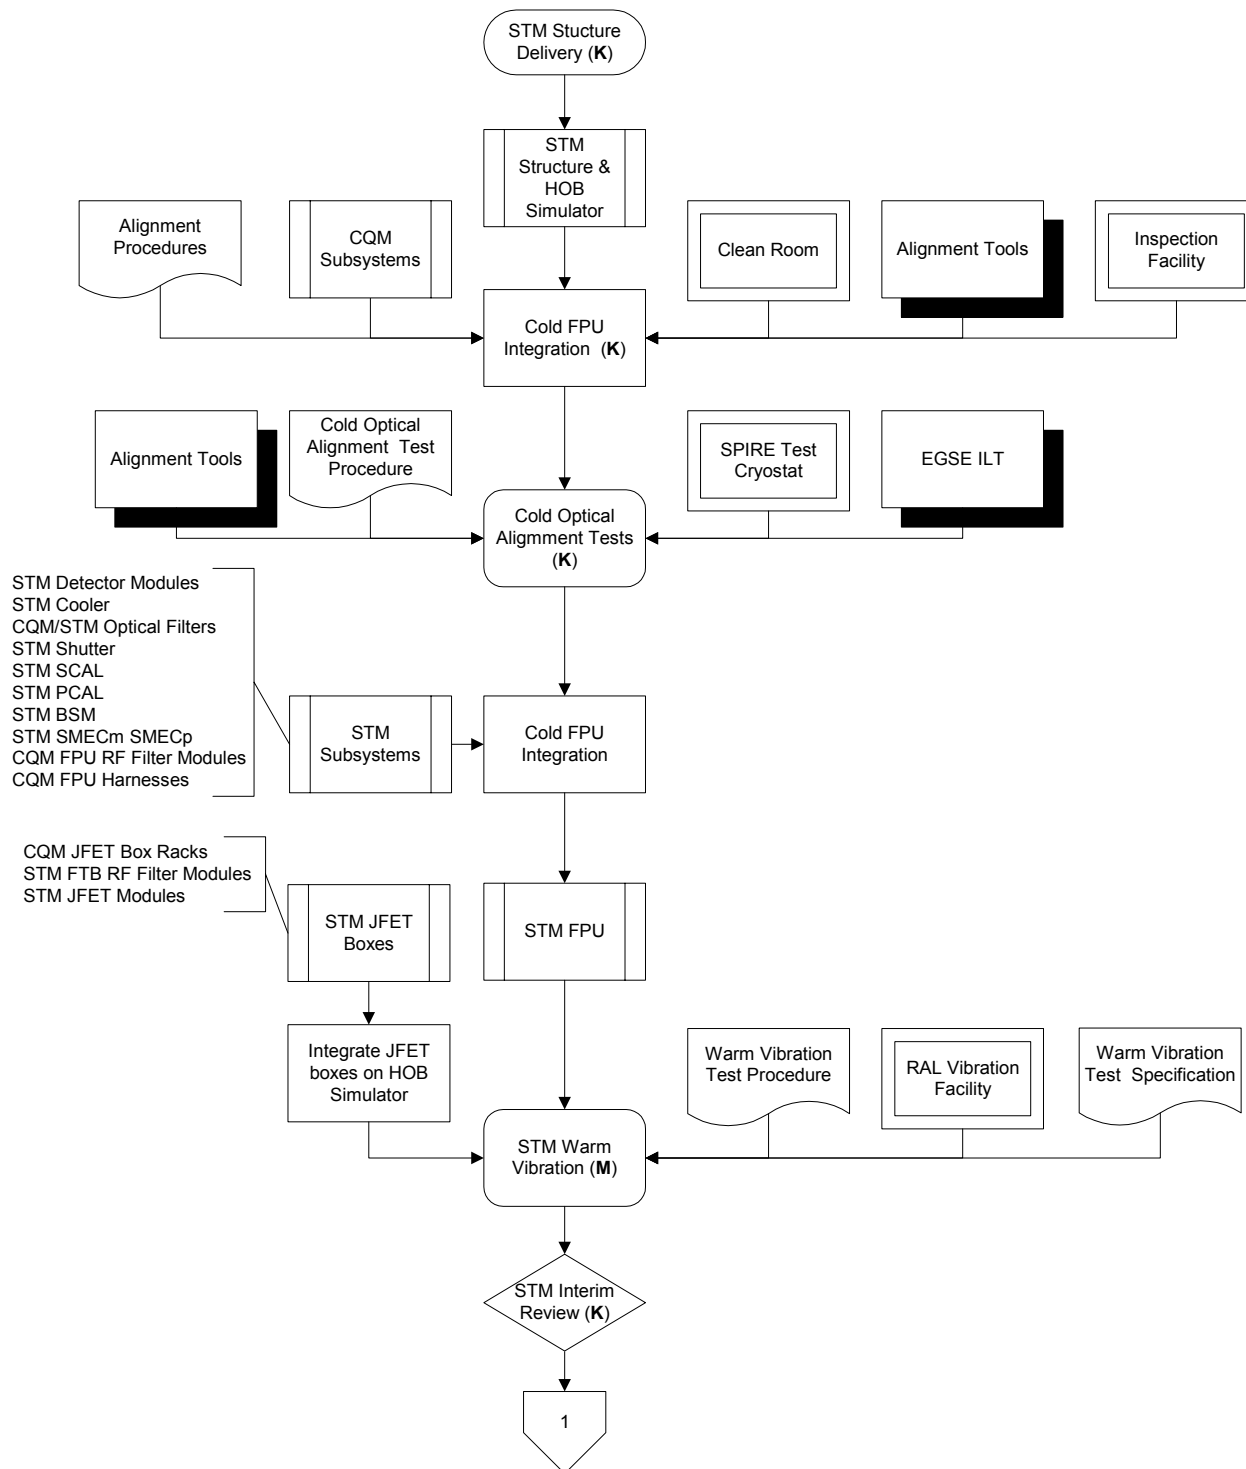 STM Stucture
Delivery (K)
STM
Structure &
HOB
Simulator
Alignment
Procedures
CQM
Subsystems
Clean Room
Alignment Tools
Inspection
Facility
Cold FPU
Integration (K)
Alignment Tools
Cold Optical
Alignment Test
Procedure
SPIRE Test
Cryostat
EGSE ILT
Cold Optical
Alignmment Tests
(K)
STM Detector Modules
STM Cooler
CQM/STM Optical Filters
STM Shutter
STM SCAL
STM PCAL
STM BSM
STM SMECm SMECp
CQM FPU RF Filter Modules
CQM FPU Harnesses
STM
Subsystems
Cold FPU
Integration
CQM JFET Box Racks
STM FTB RF Filter Modules
STM JFET Modules
STM JFET
Boxes
STM FPU
Integrate JFET
boxes on HOB
Simulator
Warm Vibration
Test Procedure
RAL Vibration
Facility
Warm Vibration
Test Specification
STM Warm
Vibration (M)
STM Interim
Review (K)
1